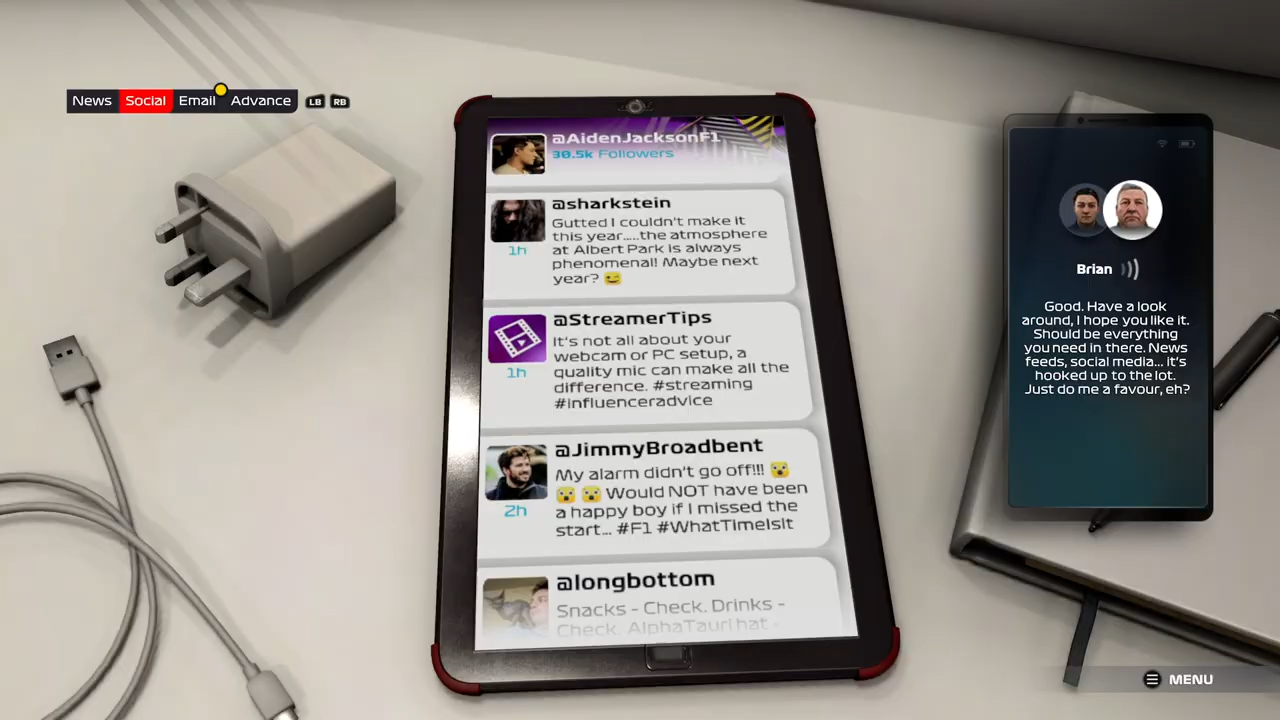 News Social Email Advance LB RB
@AidenJacksonF1
30.5k Followers
@sharkstein
Gutted I couldn't make it
this year.....the atmosphere
at Albert Park is always
phenomenal! Maybe next
year? 😉
1h
@StreamerTips
It's not all about your
webcam or PC setup, a
quality mic can make all the
difference. #streaming
#influenceradvice
1h
@JimmyBroadbent
My alarm didn't go off!!! 😲
😲 😲 Would NOT have been
a happy boy if I missed the
start... #F1 #WhatTimeIsIt
2h
@longbottom
Snacks - Check. Drinks -
Check. AlphaTauri hat -
Brian
Good. Have a look
around, I hope you like it.
Should be everything
you need in there. News
feeds, social media... it's
hooked up to the lot.
Just do me a favour, eh?
MENU